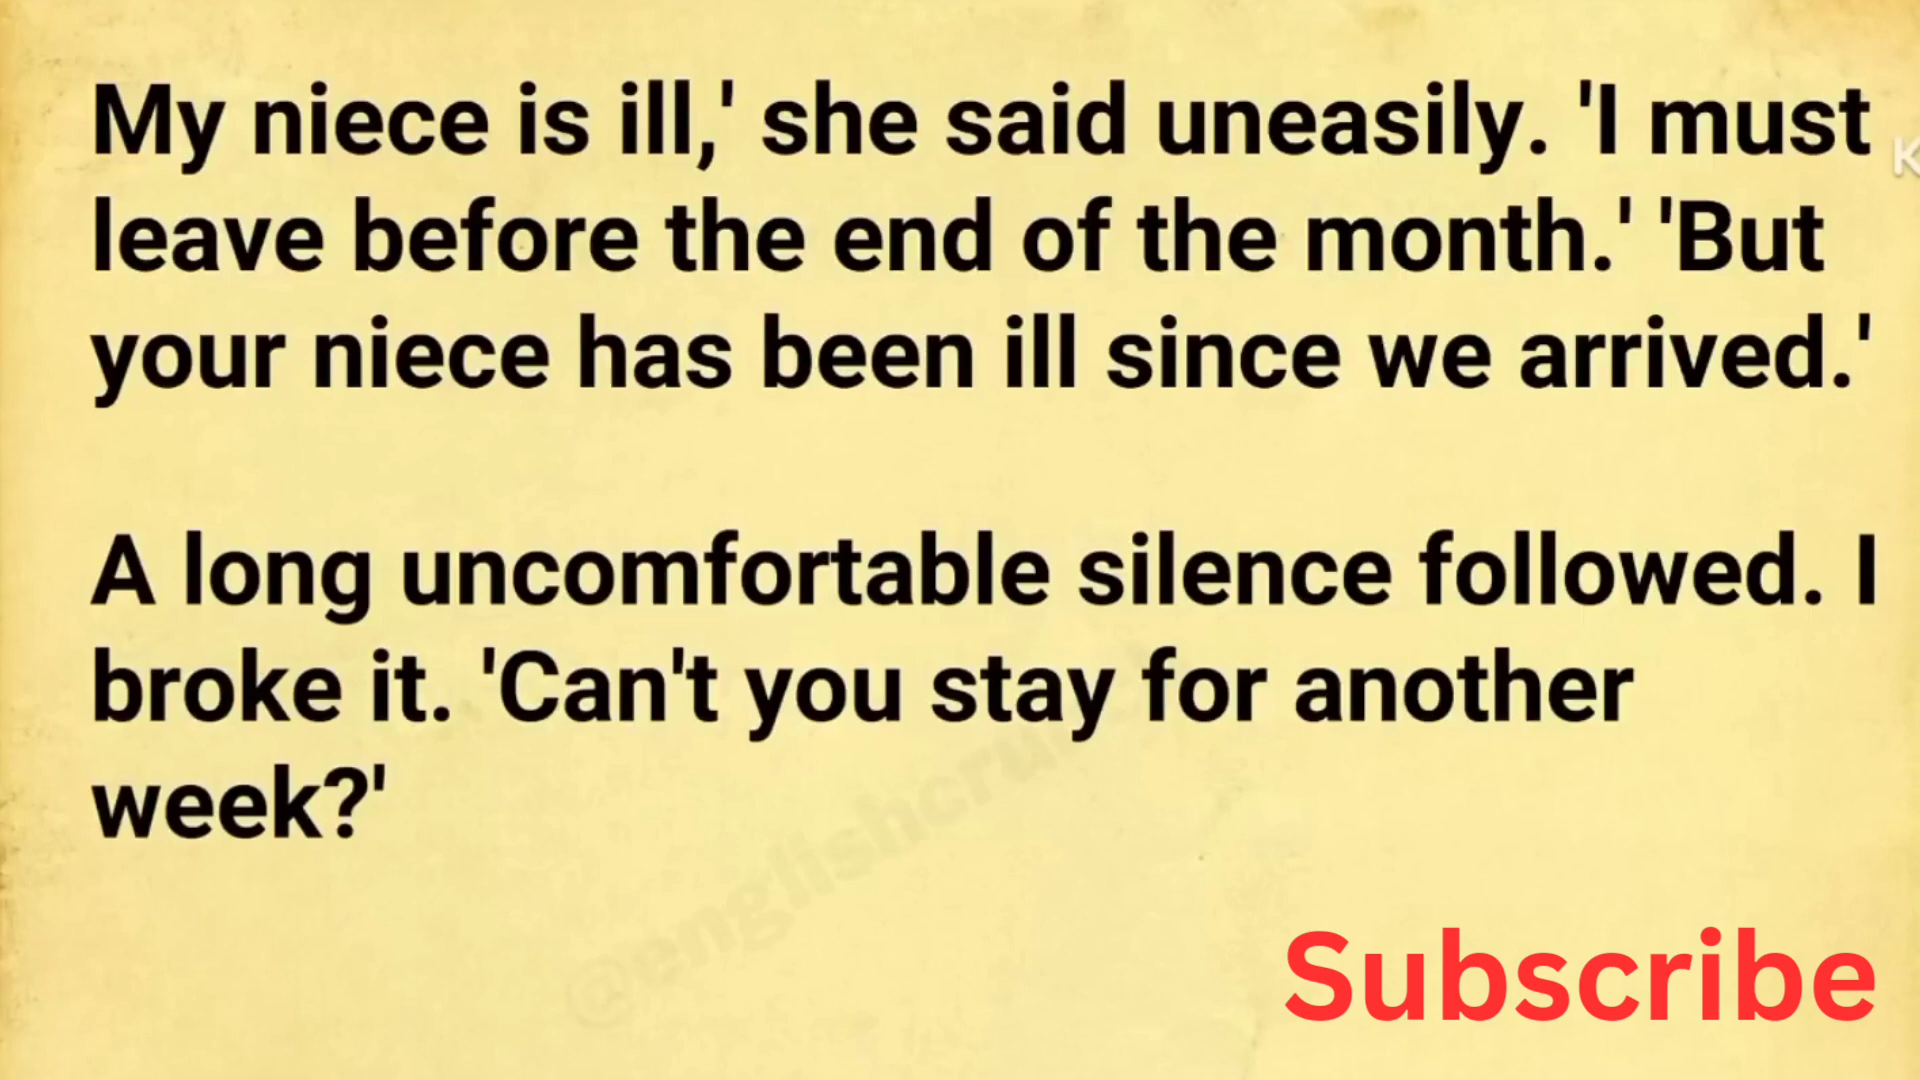 My niece is ill,' she said uneasily. 'I must
leave before the end of the month.' 'But
your niece has been ill since we arrived.'
A long uncomfortable silence followed. I
broke it. 'Can't you stay for another
week?'
Subscribe